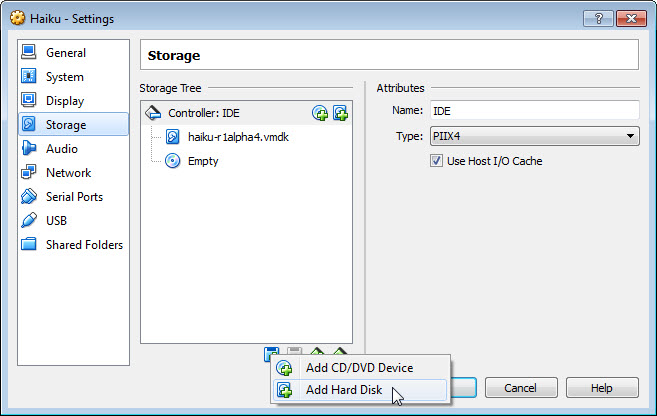 Haiku - Settings
?
General
System
Display
Storage
Audio
Network
Serial Ports
USB
Shared Folders
Storage
Storage Tree
Controller: IDE
haiku-r1alpha4.vmdk
Empty
Attributes
Name: IDE
Type: PIIX4
Use Host I/O Cache
Add CD/DVD Device
Add Hard Disk
Cancel
Help